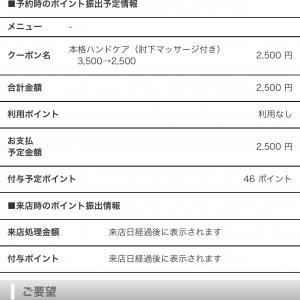 ■予約時のポイント振出予定情報
メニュー -
クーポン名 本格ハンドケア（肘下マッサージ付き） 2,500 円
3,500→2,500
合計金額 2,500 円
利用ポイント 利用なし
お支払
予定金額 2,500 円
付与予定ポイント 46 ポイント
■来店時のポイント振出情報
来店処理金額 来店日経過後に表示されます
付与ポイント 来店日経過後に表示されます
ご要望